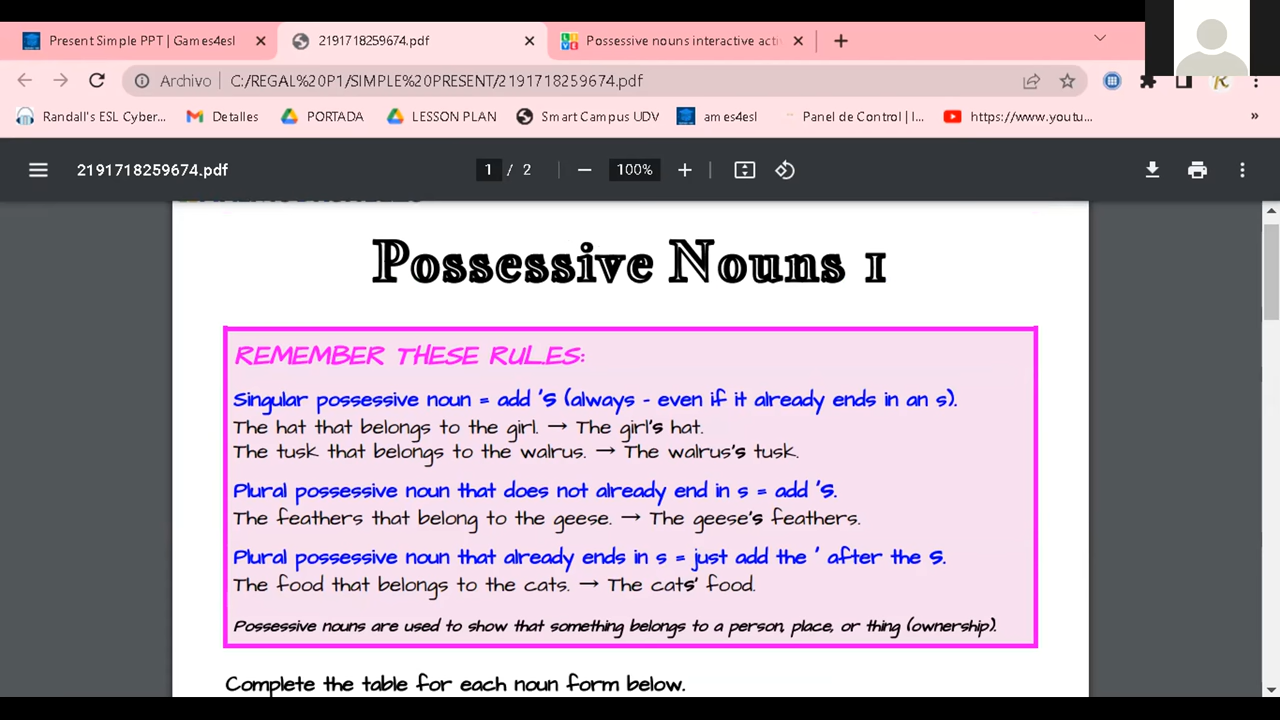 Present Simple PPT | Games4esl
2191718259674.pdf
Possessive nouns interactive act
Archivo
C:/REGAL%20P1/SIMPLE%20PRESENT/2191718259674.pdf
Randall's ESL Cyber...
Detalles
PORTADA
LESSON PLAN
Smart Campus UDV
ames4esl
Panel de Control | I...
https://www.youtu...
»
2191718259674.pdf
1 / 2
100%
Possessive Nouns 1
REMEMBER THESE RULES:
Singular possessive noun = add 's (always - even if it already ends in an s).
The hat that belongs to the girl. → The girl's hat.
The tusk that belongs to the walrus. → The walrus's tusk.
Plural possessive noun that does not already end in s = add 's.
The feathers that belong to the geese. → The geese's feathers.
Plural possessive noun that already ends in s = just add the ' after the s.
The food that belongs to the cats. → The cats' food.
Possessive nouns are used to show that something belongs to a person, place, or thing (ownership).
Complete the table for each noun form below.